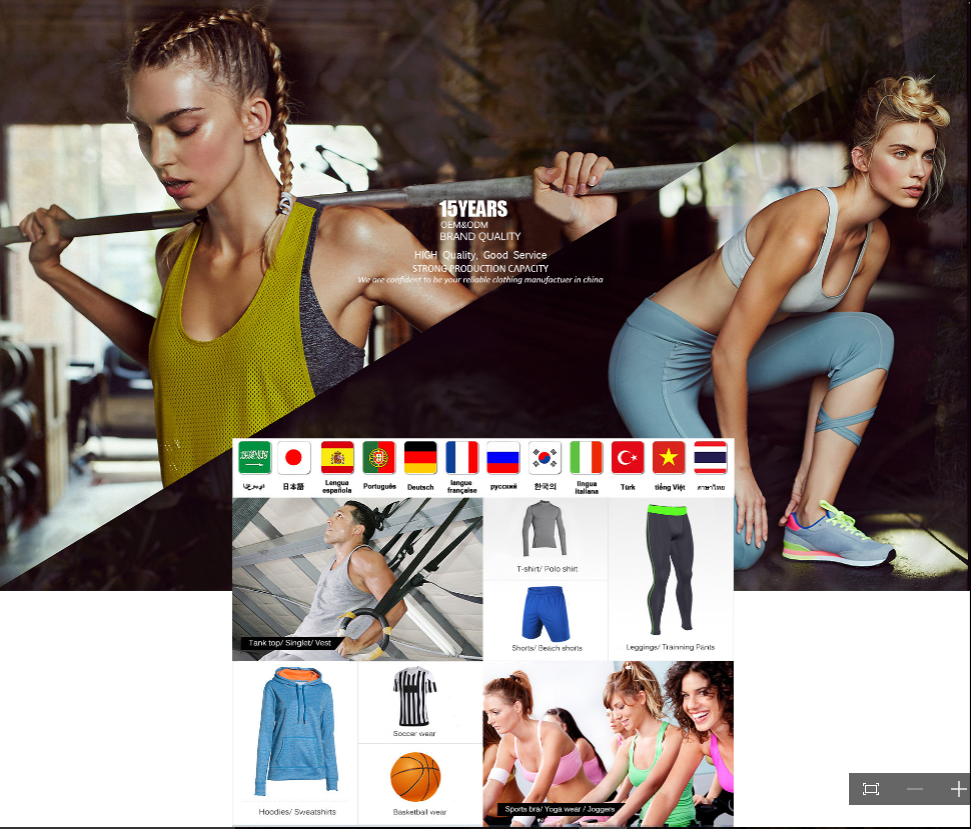 15YEARS
OEM&ODM
BRAND QUALITY
HIGH Quality, Good Service
STRONG PRODUCTION CAPACITY
We are confident to be your reliable clothing manufactuer in china
日本語
Lengua
española
Português
Deutsch
langue
française
русский
한국의
lingua
italiana
Türk
tiếng Việt
ภาษาไทย
Tank top/ Singlet/ Vest
T-shirt/ Polo shirt
Shorts/ Beach shorts
Leggings/ Trainning Pants
Hoodies/ Sweatshirts
Soccer wear
Basketball wear
Sports bra/ Yoga wear / Joggers